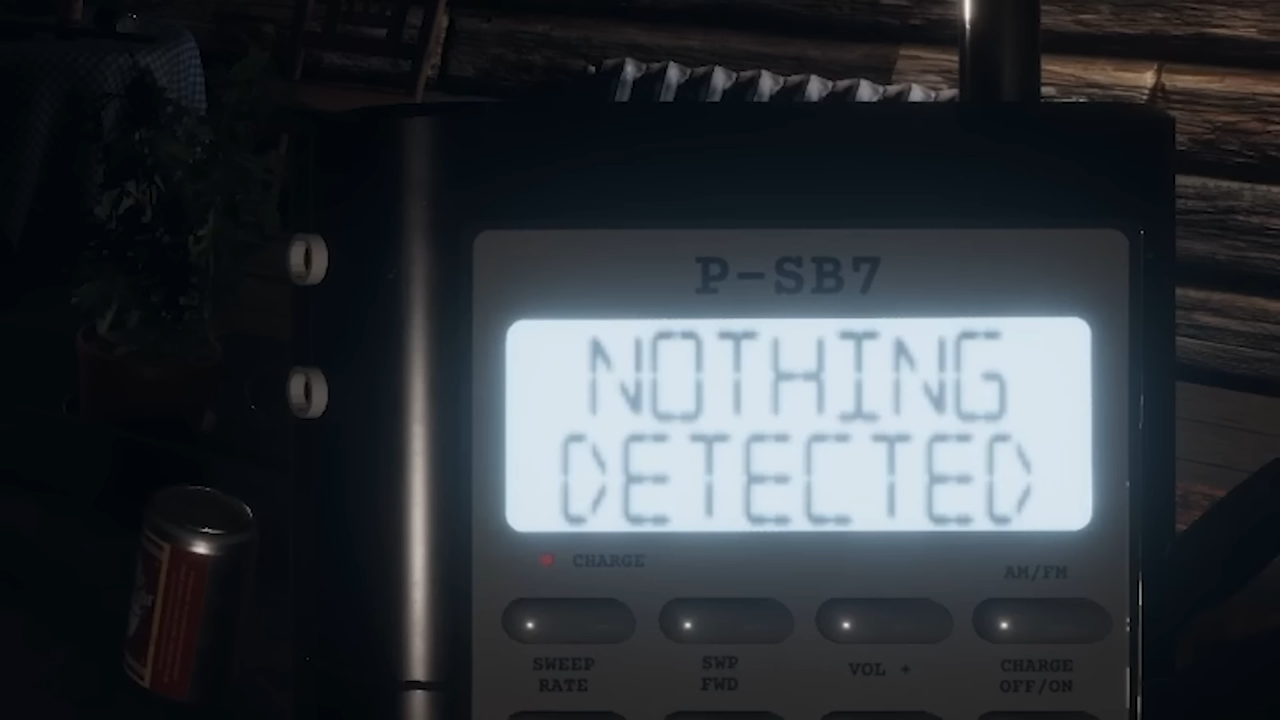 P-SB7
NOTHING
DETECTED
CHARGE
AM/FM
SWEEP
RATE
SWP
FWD
VOL +
CHARGE
OFF/ON